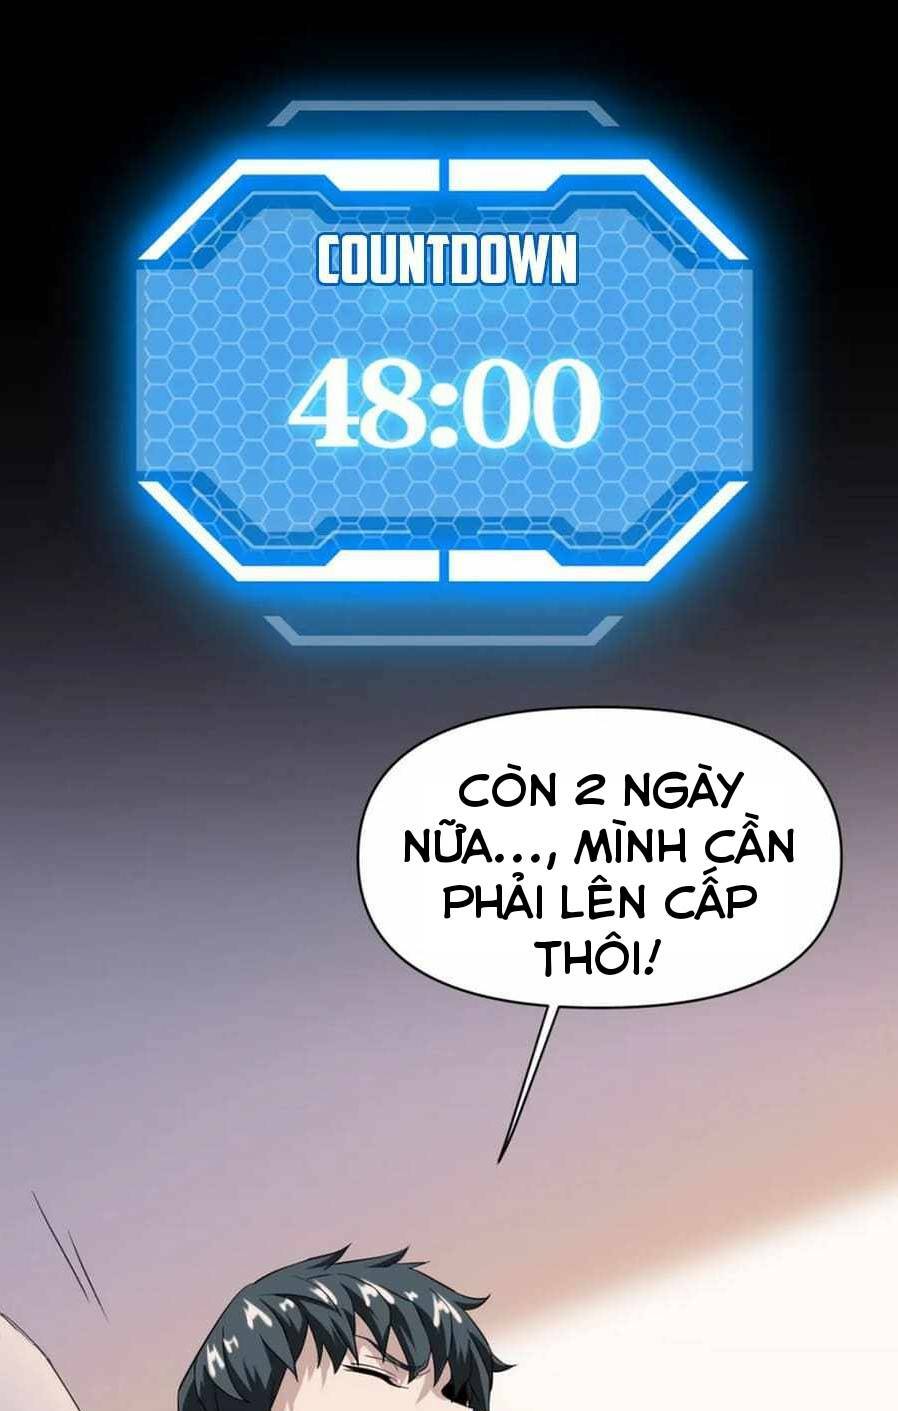 COUNTDOWN
48:00
CÒN 2 NGÀY
NỮA..., MÌNH CẦN
PHẢI LÊN CẤP
THÔI!